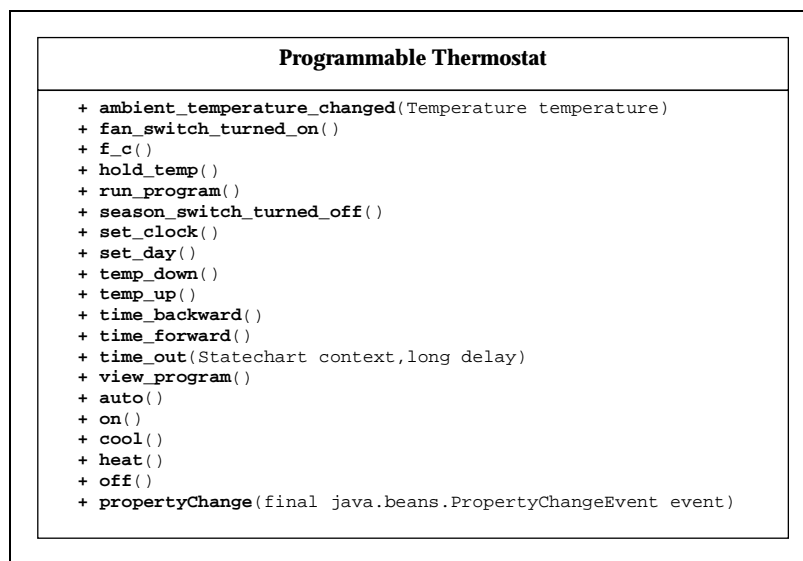 Programmable Thermostat
+ ambient_temperature_changed(Temperature temperature)
+ fan_switch_turned_on()
+ f_c()
+ hold_temp()
+ run_program()
+ season_switch_turned_off()
+ set_clock()
+ set_day()
+ temp_down()
+ temp_up()
+ time_backward()
+ time_forward()
+ time_out(Statechart context,long delay)
+ view_program()
+ auto()
+ on()
+ cool()
+ heat()
+ off()
+ propertyChange(final java.beans.PropertyChangeEvent event)